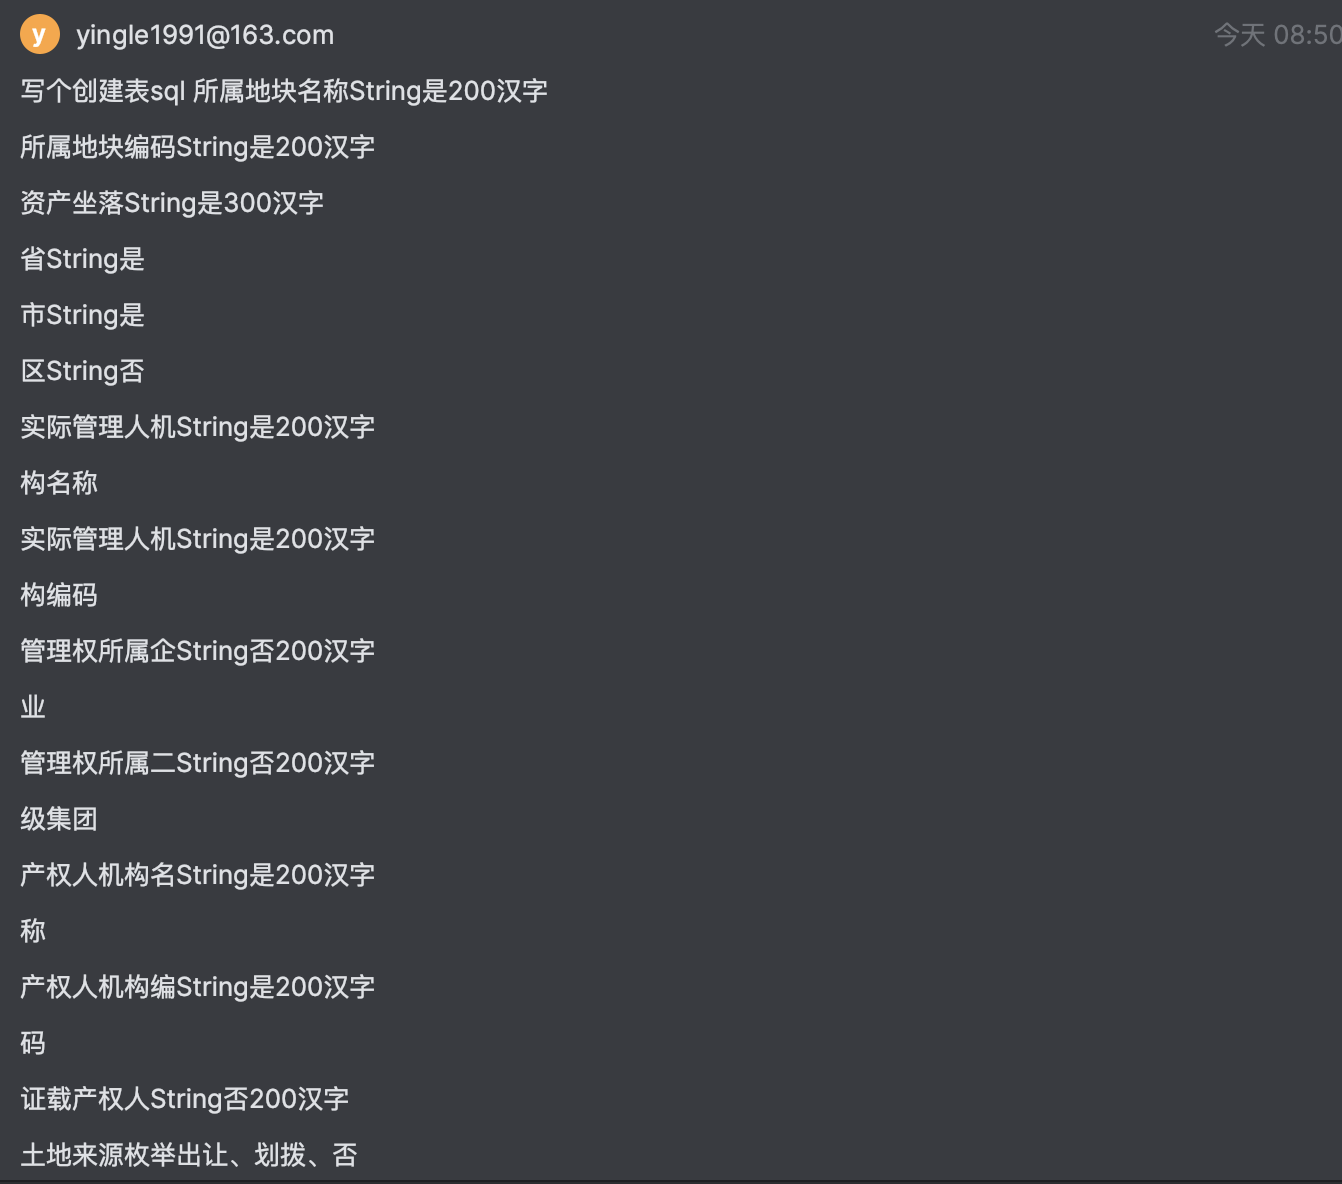 y yingle1991@163.com 今天 08:50
写个创建表sql 所属地块名称String是200汉字
所属地块编码String是200汉字
资产坐落String是300汉字
省String是
市String是
区String否
实际管理人机String是200汉字
构名称
实际管理人机String是200汉字
构编码
管理权所属企String否200汉字
业
管理权所属二String否200汉字
级集团
产权人机构名String是200汉字
称
产权人机构编String是200汉字
码
证载产权人String否200汉字
土地来源枚举出让、划拨、否